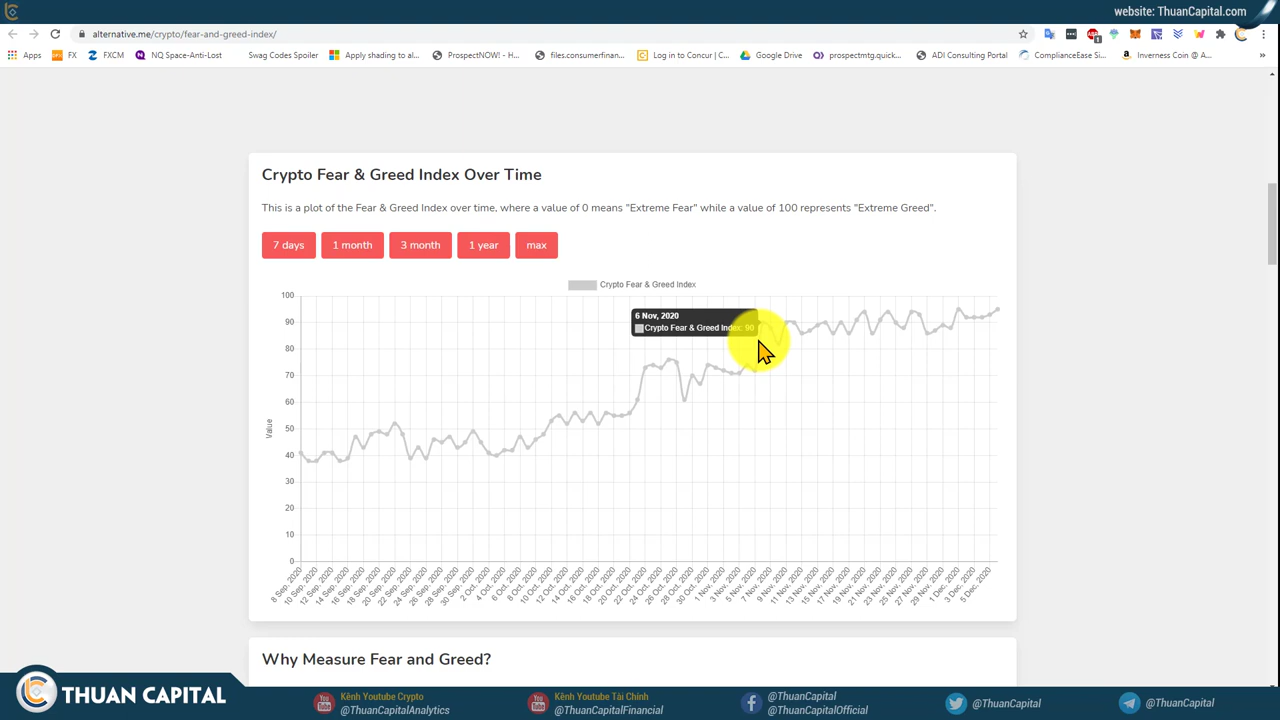 website: ThuanCapital.com
alternative.me/crypto/fear-and-greed-index/
Apps FX FXCM NQ Space-Anti-Lost Swag Codes Spoiler Apply shading to al... ProspectNOW! - H... files.consumerfinan... Log in to Concur | C... Google Drive prospectmtg.quick... ADI Consulting Portal ComplianceEase Si... Inverness Coin @ A... »
Crypto Fear & Greed Index Over Time
This is a plot of the Fear & Greed Index over time, where a value of 0 means "Extreme Fear" while a value of 100 represents "Extreme Greed".
7 days 1 month 3 month 1 year max
Crypto Fear & Greed Index
100
90
80
70
60
50
40
30
20
10
0
Value
6 Nov, 2020
Crypto Fear & Greed Index: 90
8 Sep, 2020 10 Sep, 2020 12 Sep, 2020 14 Sep, 2020 16 Sep, 2020 18 Sep, 2020 20 Sep, 2020 22 Sep, 2020 24 Sep, 2020 26 Sep, 2020 28 Sep, 2020 30 Sep, 2020 2 Oct, 2020 4 Oct, 2020 6 Oct, 2020 8 Oct, 2020 10 Oct, 2020 12 Oct, 2020 14 Oct, 2020 16 Oct, 2020 18 Oct, 2020 20 Oct, 2020 22 Oct, 2020 24 Oct, 2020 26 Oct, 2020 28 Oct, 2020 30 Oct, 2020 1 Nov, 2020 3 Nov, 2020 5 Nov, 2020 7 Nov, 2020 9 Nov, 2020 11 Nov, 2020 13 Nov, 2020 15 Nov, 2020 17 Nov, 2020 19 Nov, 2020 21 Nov, 2020 23 Nov, 2020 25 Nov, 2020 27 Nov, 2020 29 Nov, 2020 1 Dec, 2020 3 Dec, 2020 5 Dec, 2020
Why Measure Fear and Greed?
THUAN CAPITAL
Kênh Youtube Crypto
@ThuanCapitalAnalytics
Kênh Youtube Tài Chính
@ThuanCapitalFinancial
@ThuanCapital
@ThuanCapitalOfficial
@ThuanCapital
@ThuanCapital